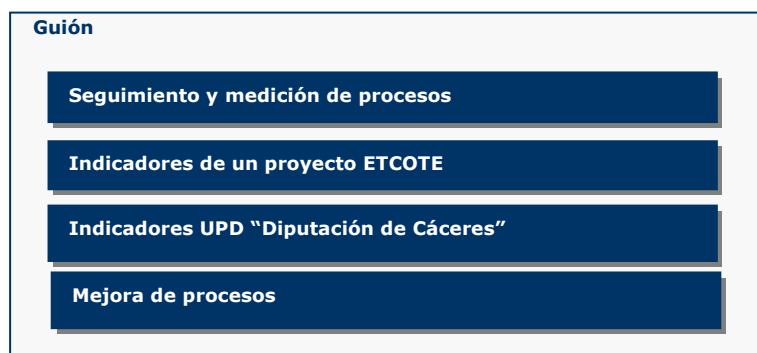 Guión
Seguimiento y medición de procesos
Indicadores de un proyecto ETCOTE
Indicadores UPD “Diputación de Cáceres”
Mejora de procesos